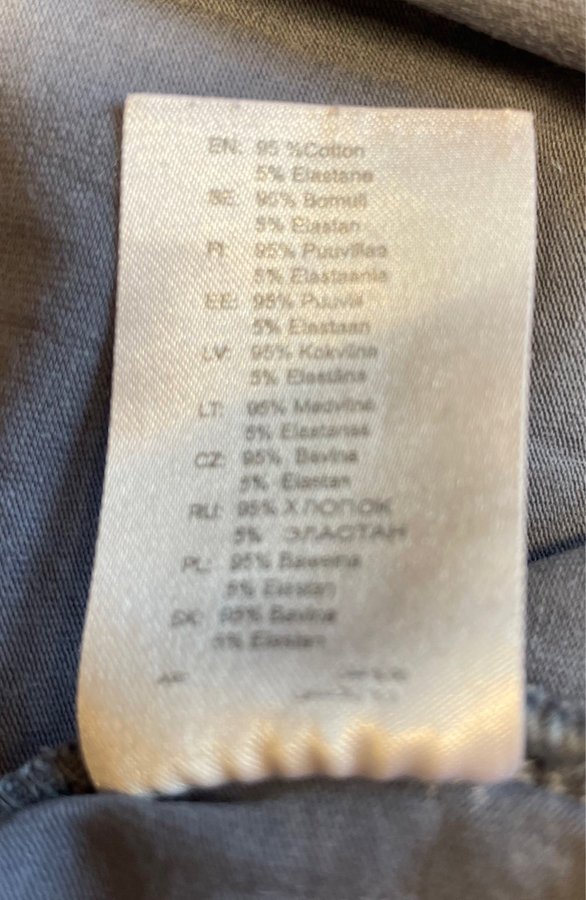 EN: 95 %Cotton
5% Elastane
SE: 95% Bomull
5% Elastan
FI: 95% Puuvillaa
5% Elastaania
EE: 95% Puuvill
5% Elastaan
LV: 95% Kokvilna
5% Elastāna
LT: 95% Medvilnė
5% Elastanas
CZ: 95% Bavlna
5% Elastan
RU: 95% ХЛОПОК
5% ЭЛАСТАН
PL: 95% Bawełna
5% Elastan
SK: 95% Bavlna
5% Elastan